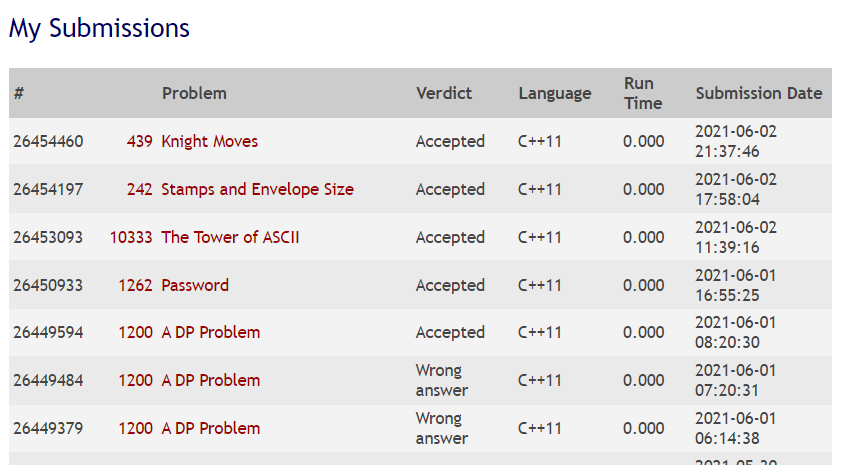 My Submissions
# Problem Verdict Language Run Time Submission Date
26454460 439 Knight Moves Accepted C++11 0.000 2021-06-02 21:37:46
26454197 242 Stamps and Envelope Size Accepted C++11 0.000 2021-06-02 17:58:04
26453093 10333 The Tower of ASCII Accepted C++11 0.000 2021-06-02 11:39:16
26450933 1262 Password Accepted C++11 0.000 2021-06-01 16:55:25
26449594 1200 A DP Problem Accepted C++11 0.000 2021-06-01 08:20:30
26449484 1200 A DP Problem Wrong answer C++11 0.000 2021-06-01 07:20:31
26449379 1200 A DP Problem Wrong answer C++11 0.000 2021-06-01 06:14:38